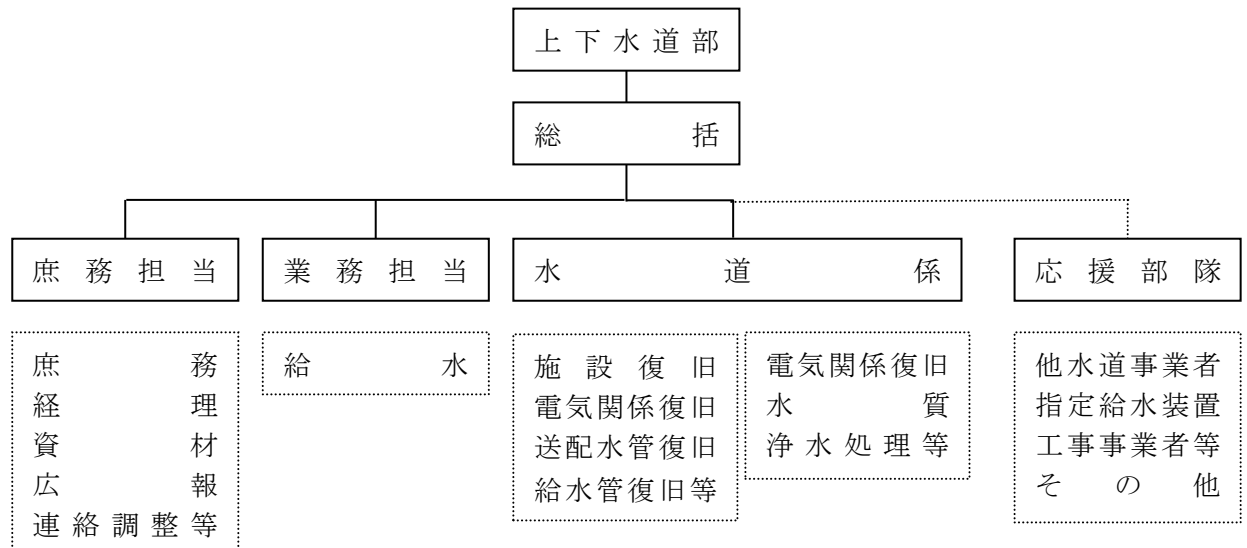 上下水道部
総括
庶務担当
業務担当
水道係
応援部隊
庶務
経理
資材
広報
連絡調整等
給水
施設復旧
電気関係復旧
送配水管復旧
給水管復旧等
電気関係復旧
水質
浄水処理等
他水道事業者
指定給水装置
工事事業者等
その他